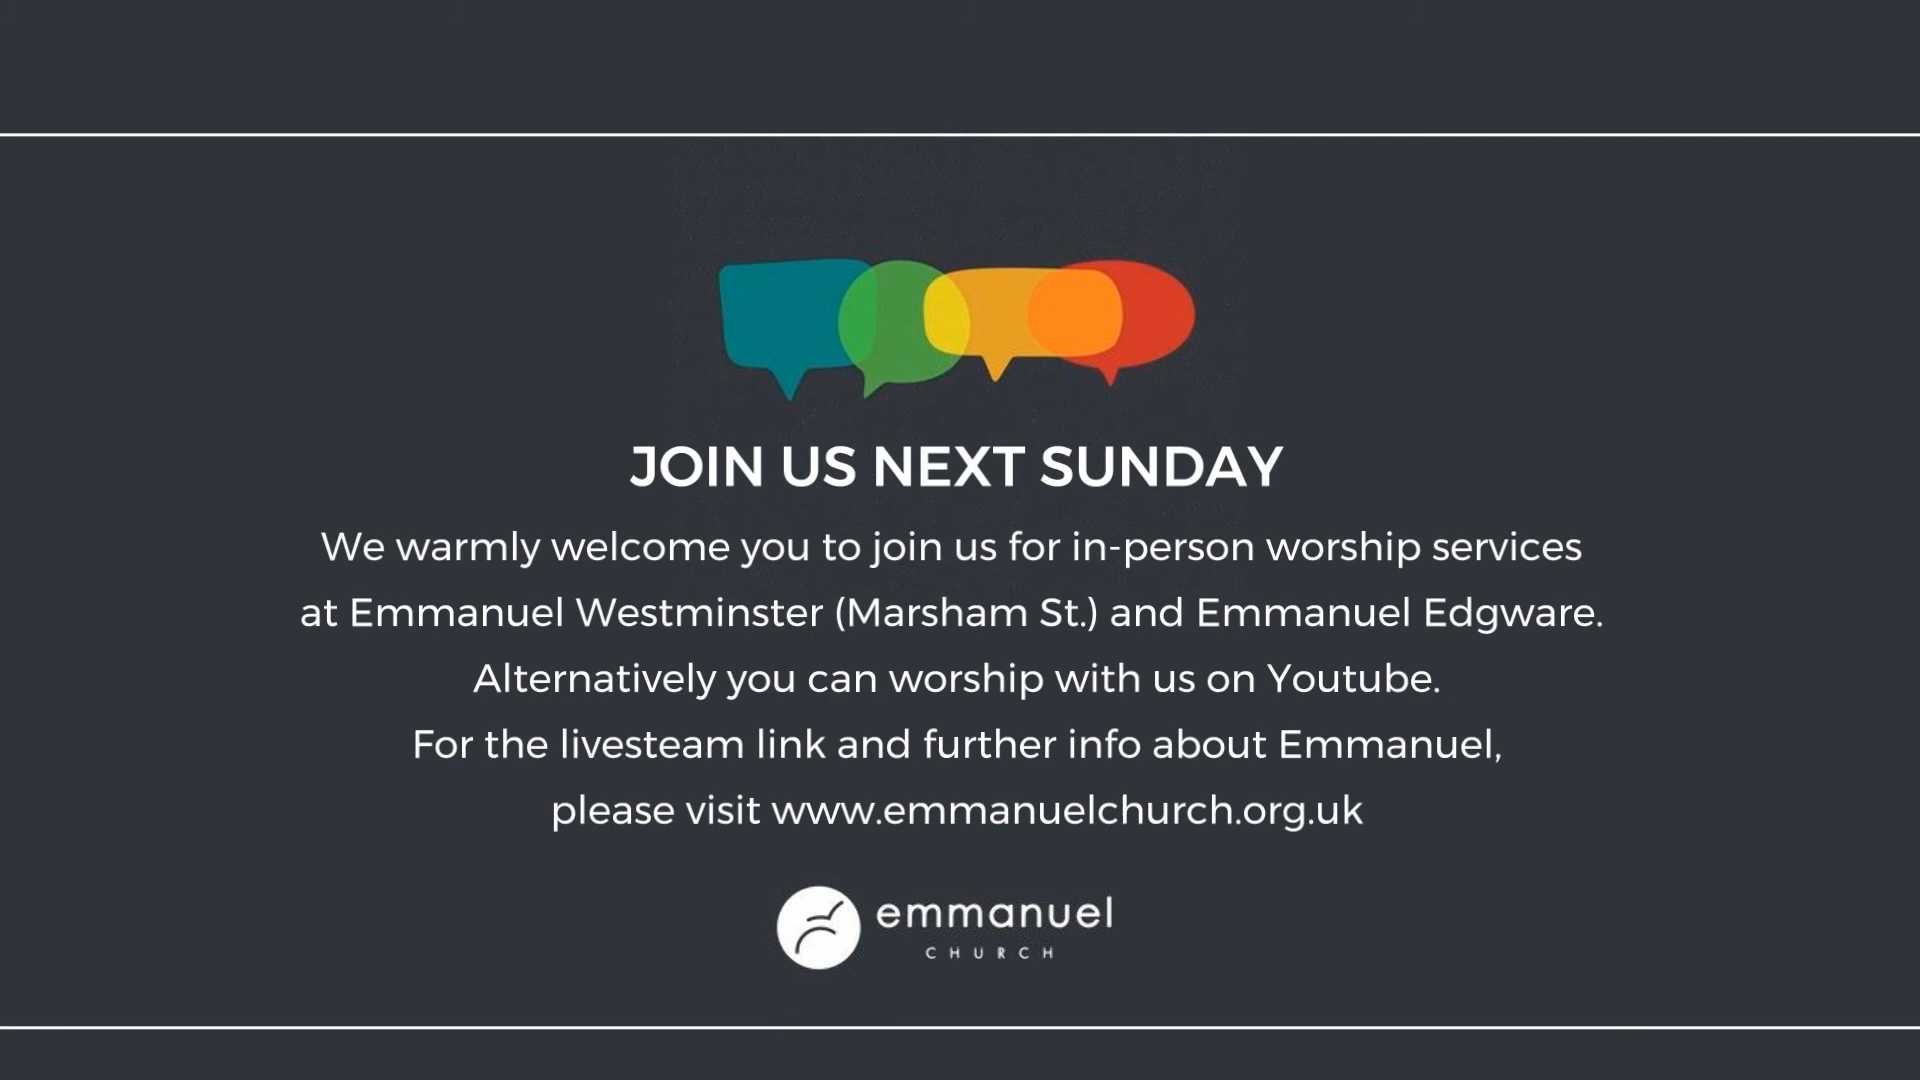 JOIN US NEXT SUNDAY
We warmly welcome you to join us for in-person worship services
at Emmanuel Westminster (Marsham St.) and Emmanuel Edgware.
Alternatively you can worship with us on Youtube.
For the livesteam link and further info about Emmanuel,
please visit www.emmanuelchurch.org.uk
emmanuel
CHURCH